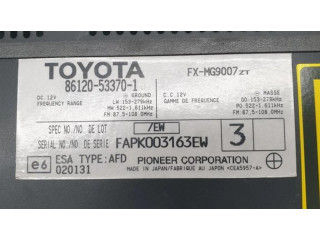 TOYOTA FX-MG9007ZT
86120-53370-1
DC 12V ⏚ GROUND C.C.12V ⏚ MASSE
FREQUENCY RANGE LW:153-279kHz GAMME DE FREQUENCE GO:153-279kHz
MW:522-1,611kHz PO:522-1,611kHz
FM:87.5-108.0MHz FM:87.5-108.0MHz
SPEC NO./NO. DE LOT /EW
SERIAL NO./NO. DE SERIE FAPK003163EW 3
e6 ESA TYPE:AFD PIONEER CORPORATION
020131 MADE IN JAPAN/FABRIQUE AU JAPON <CSA5957-A>